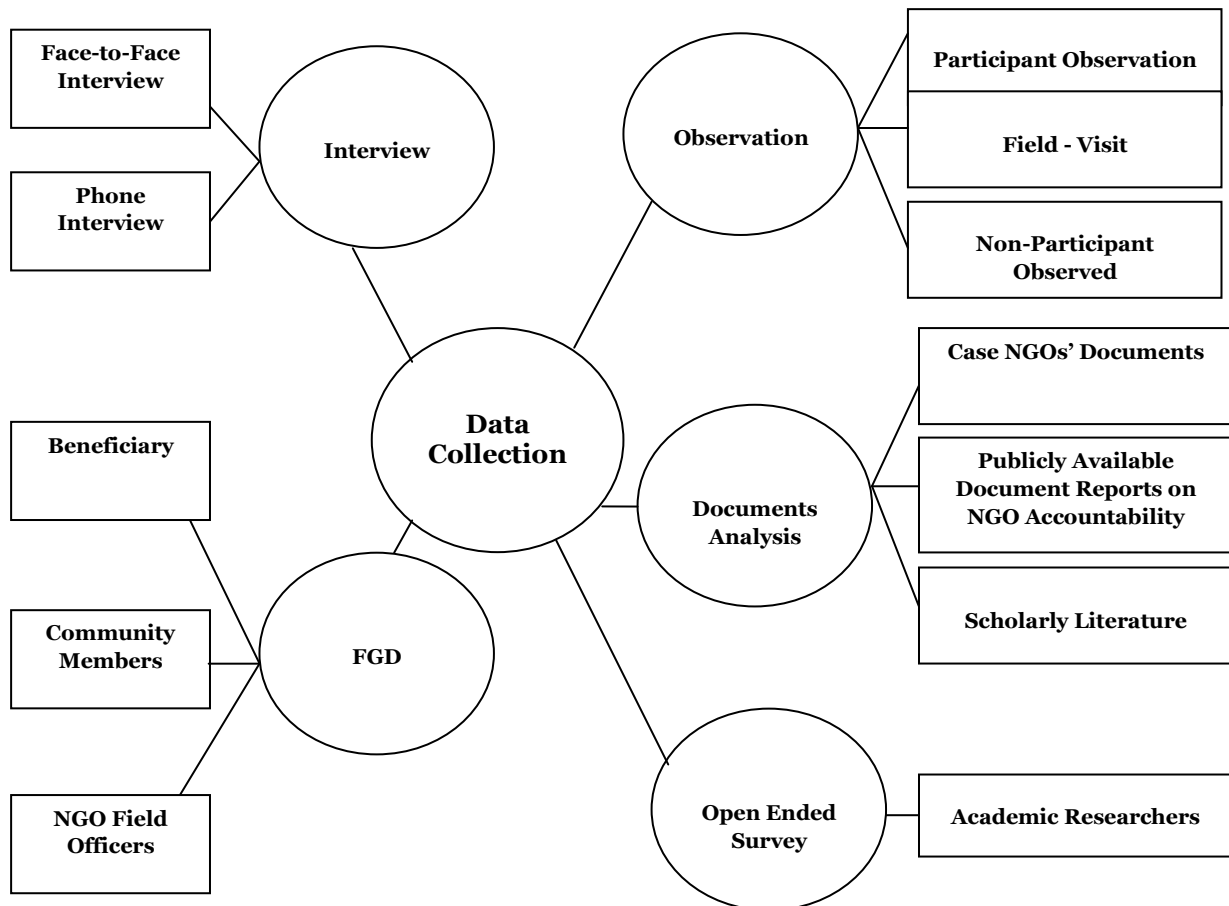 Face-to-Face
Interview
Phone
Interview
Interview
Observation
Participant Observation
Field - Visit
Non-Participant
Observed
Data
Collection
Beneficiary
Community
Members
NGO Field
Officers
FGD
Documents
Analysis
Case NGOs’ Documents
Publicly Available
Document Reports on
NGO Accountability
Scholarly Literature
Open Ended
Survey
Academic Researchers